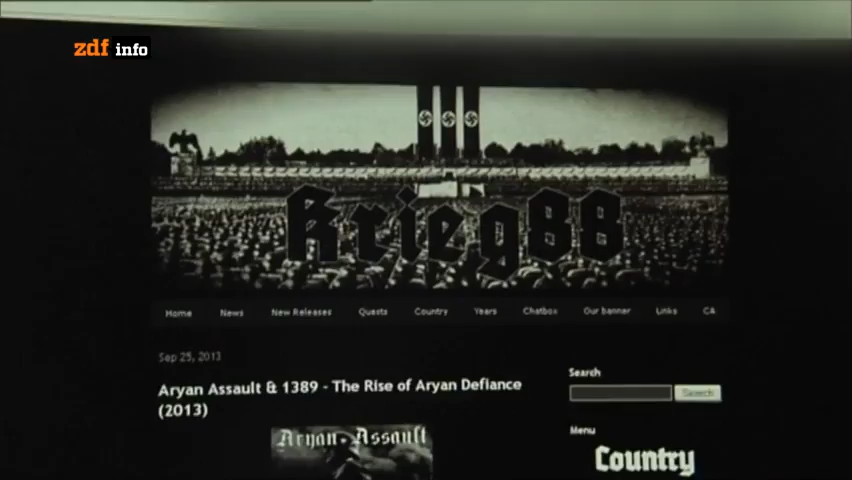 zdf info
Krieg88
Home News New Releases Quests Country Years Chatbox Our banner Links CA
Sep 25, 2013
Search
Aryan Assault & 1389 - The Rise of Aryan Defiance
(2013)
Search
Menu
Aryan Assault
Country